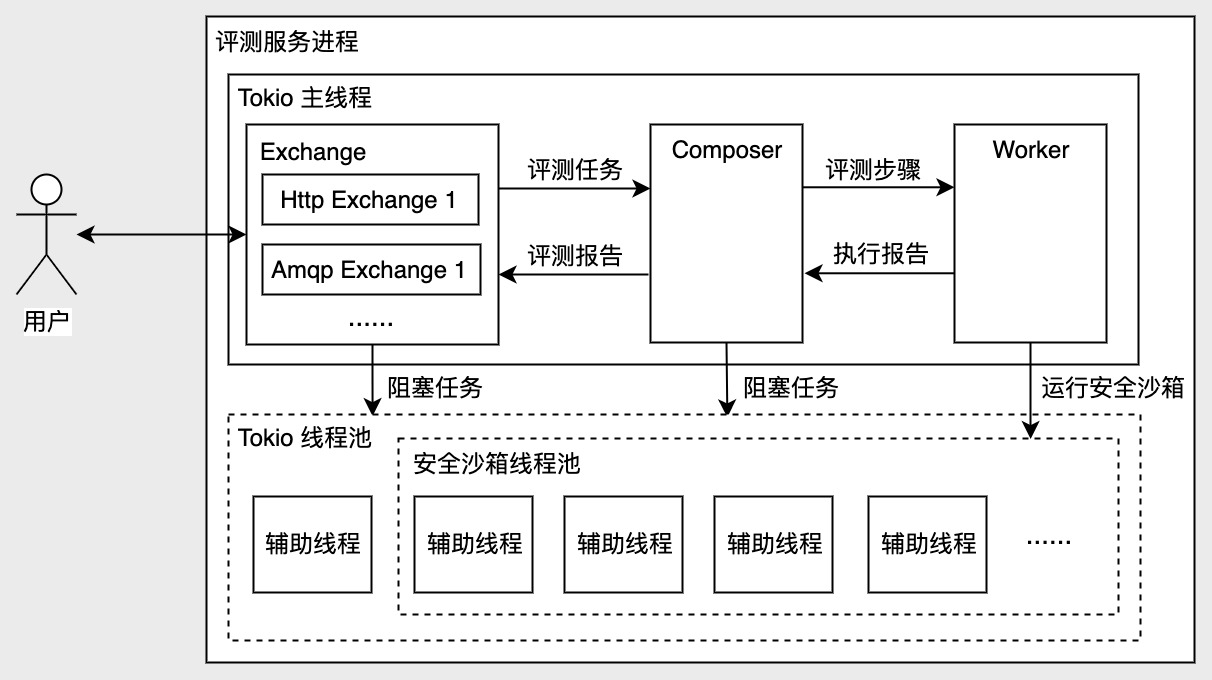 评测服务进程
Tokio 主线程
Exchange
Http Exchange 1
Amqp Exchange 1
······
用户
评测任务
评测报告
Composer
评测步骤
执行报告
Worker
阻塞任务
阻塞任务
运行安全沙箱
Tokio 线程池
安全沙箱线程池
辅助线程
辅助线程
辅助线程
辅助线程
辅助线程
······